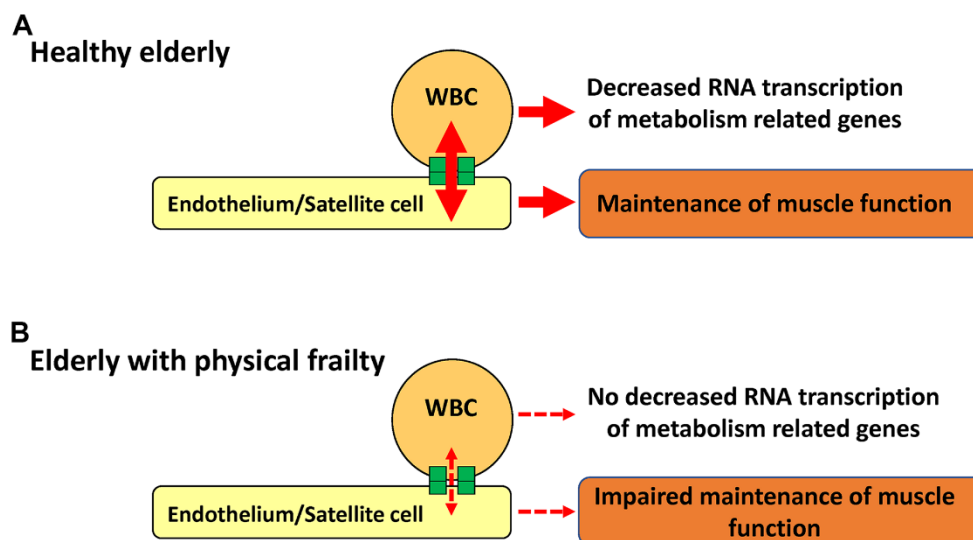 A
Healthy elderly
WBC
Decreased RNA transcription
of metabolism related genes
Endothelium/Satellite cell
Maintenance of muscle function
B
Elderly with physical frailty
WBC
No decreased RNA transcription
of metabolism related genes
Endothelium/Satellite cell
Impaired maintenance of muscle
function